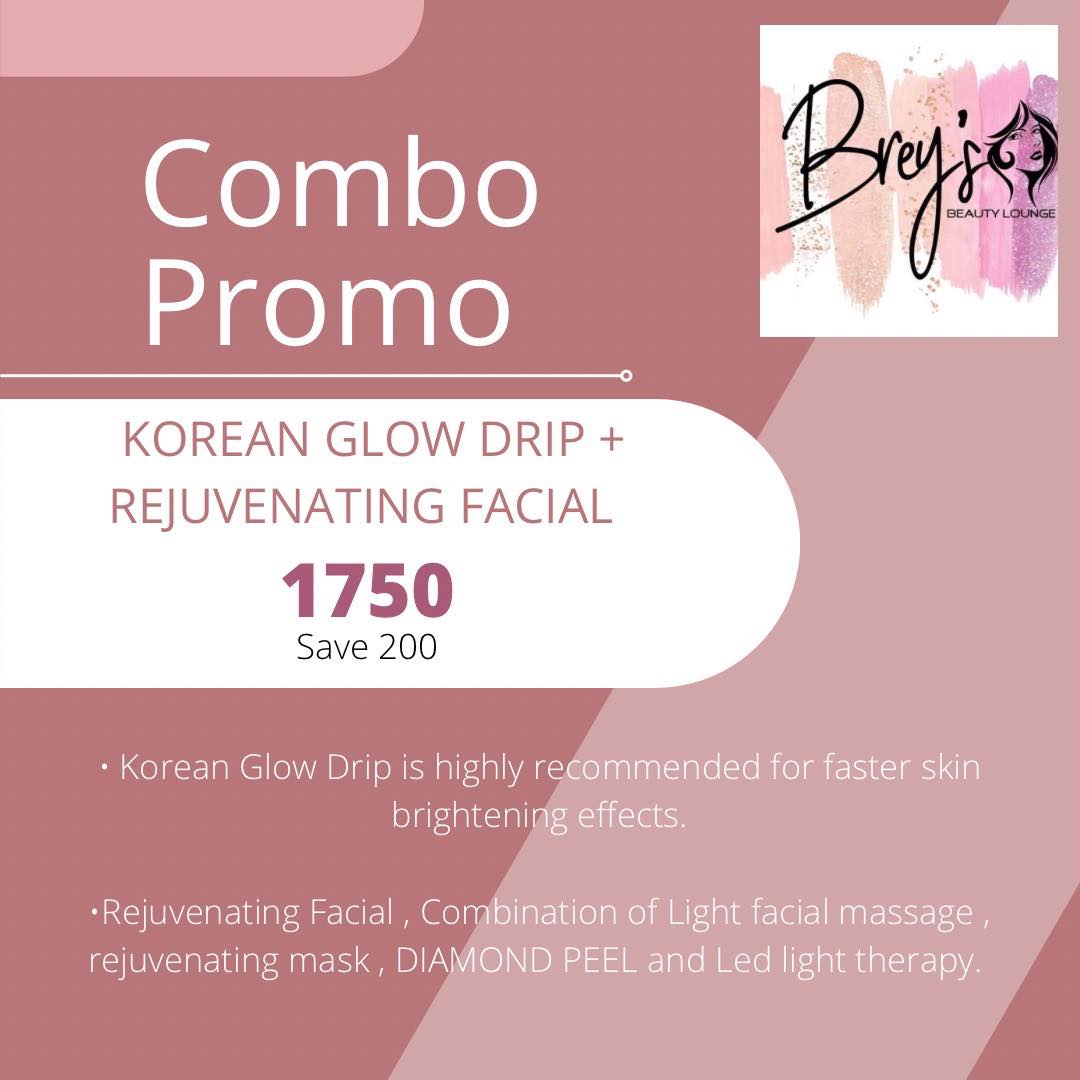 Combo
Promo
Brey's
BEAUTY LOUNGE
KOREAN GLOW DRIP +
REJUVENATING FACIAL
1750
Save 200
• Korean Glow Drip is highly recommended for faster skin
brightening effects.
•Rejuvenating Facial , Combination of Light facial massage ,
rejuvenating mask , DIAMOND PEEL and Led light therapy.